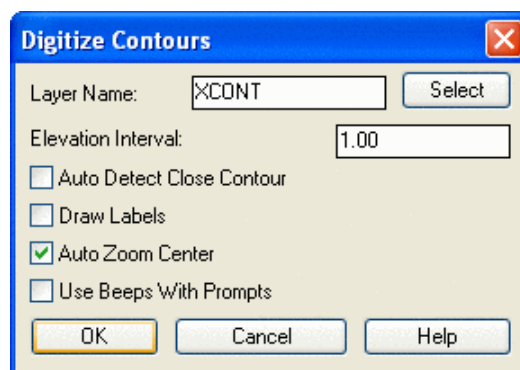 Digitize Contours
Layer Name: XCONT Select
Elevation Interval: 1.00
Auto Detect Close Contour
Draw Labels
Auto Zoom Center
Use Beeps With Prompts
OK Cancel Help